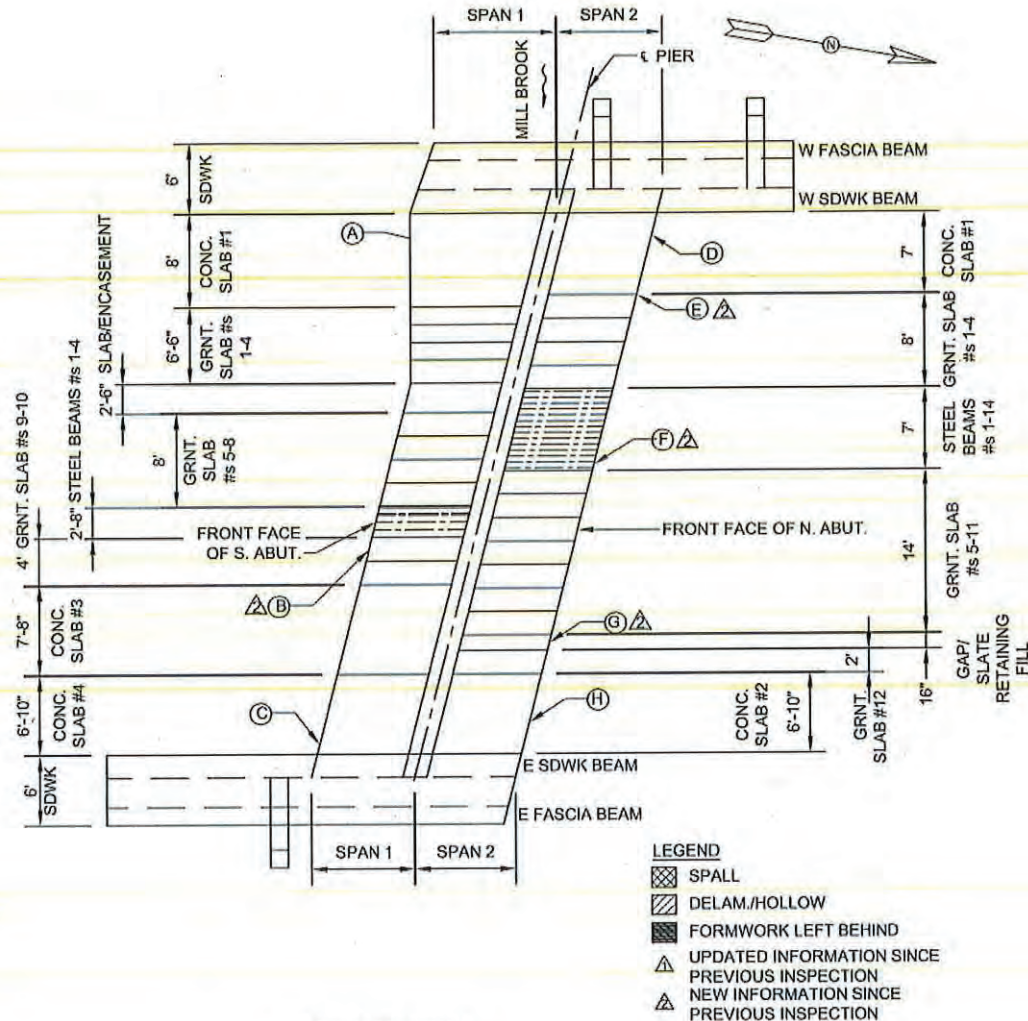 SPAN 1
SPAN 2
N
℄ PIER
MILL BROOK
W FASCIA BEAM
W SDWK BEAM
6'
SDWK
8'
CONC.
SLAB #1
6'-6"
GRNT.
SLAB #s
1-4
2'-6" SLAB/ENCASEMENT
8'
GRNT.
SLAB
#s 5-8
2'-8" STEEL BEAMS #s 1-4
4' GRNT. SLAB #s 9-10
7'-8"
CONC.
SLAB #3
6'-10"
CONC.
SLAB #4
6'
SDWK
A
D
E 2
F 2
FRONT FACE
OF S. ABUT.
FRONT FACE OF N. ABUT.
2 B
G 2
C
H
7'
CONC.
SLAB #1
8'
GRNT. SLAB
#s 1-4
7'
STEEL
BEAMS
#s 1-14
14'
GRNT. SLAB
#s 5-11
16"
GAP/
SLATE
RETAINING
FILL
2'
GRNT.
SLAB #12
CONC.
SLAB #2
6'-10"
E SDWK BEAM
E FASCIA BEAM
SPAN 1
SPAN 2
LEGEND
SPALL
DELAM./HOLLOW
FORMWORK LEFT BEHIND
1 UPDATED INFORMATION SINCE
PREVIOUS INSPECTION
2 NEW INFORMATION SINCE
PREVIOUS INSPECTION